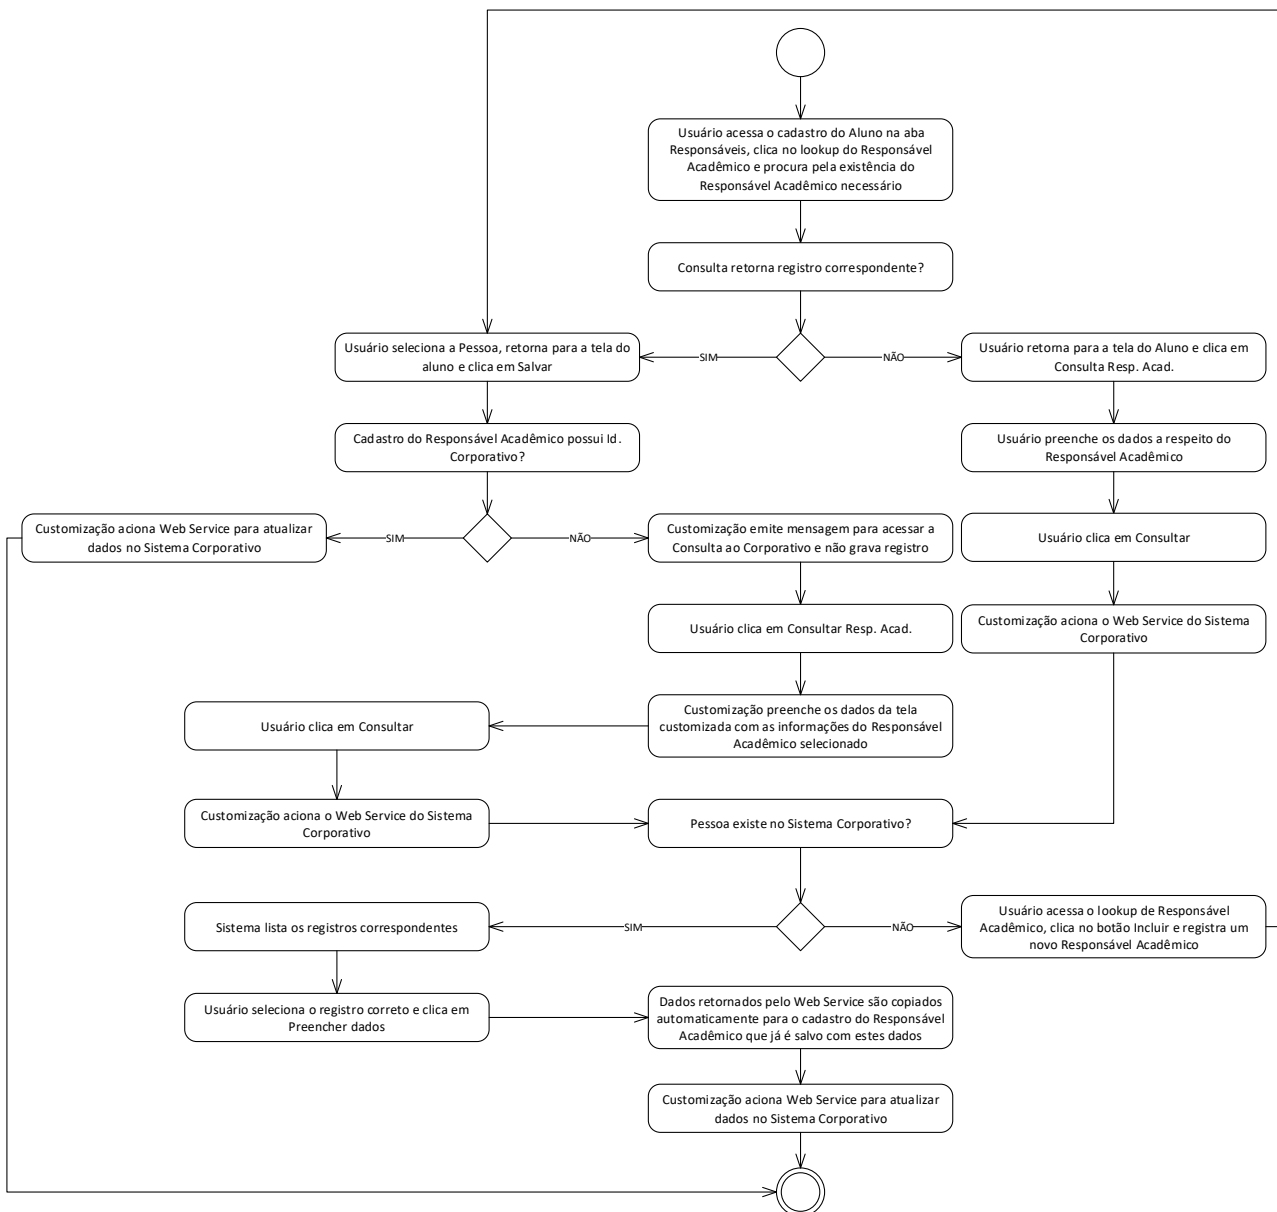 Usuário acessa o cadastro do Aluno na aba
Responsáveis, clica no lookup do Responsável
Acadêmico e procura pela existência do
Responsável Acadêmico necessário
Consulta retorna registro correspondente?
SIM
NÃO
Usuário seleciona a Pessoa, retorna para a tela do
aluno e clica em Salvar
Usuário retorna para a tela do Aluno e clica em
Consulta Resp. Acad.
Cadastro do Responsável Acadêmico possui Id.
Corporativo?
Usuário preenche os dados a respeito do
Responsável Acadêmico
Customização aciona Web Service para atualizar
dados no Sistema Corporativo
SIM
NÃO
Customização emite mensagem para acessar a
Consulta ao Corporativo e não grava registro
Usuário clica em Consultar
Usuário clica em Consultar Resp. Acad.
Customização aciona o Web Service do Sistema
Corporativo
Usuário clica em Consultar
Customização preenche os dados da tela
customizada com as informações do Responsável
Acadêmico selecionado
Customização aciona o Web Service do Sistema
Corporativo
Pessoa existe no Sistema Corporativo?
Sistema lista os registros correspondentes
SIM
NÃO
Usuário acessa o lookup de Responsável
Acadêmico, click no botão Incluir e registra um
novo Responsável Acadêmico
Usuário seleciona o registro correto e clica em
Preencher dados
Dados retornados pelo Web Service são copiados
automaticamente para o cadastro do Responsável
Acadêmico que já é salvo com estes dados
Customização aciona Web Service para atualizar
dados no Sistema Corporativo